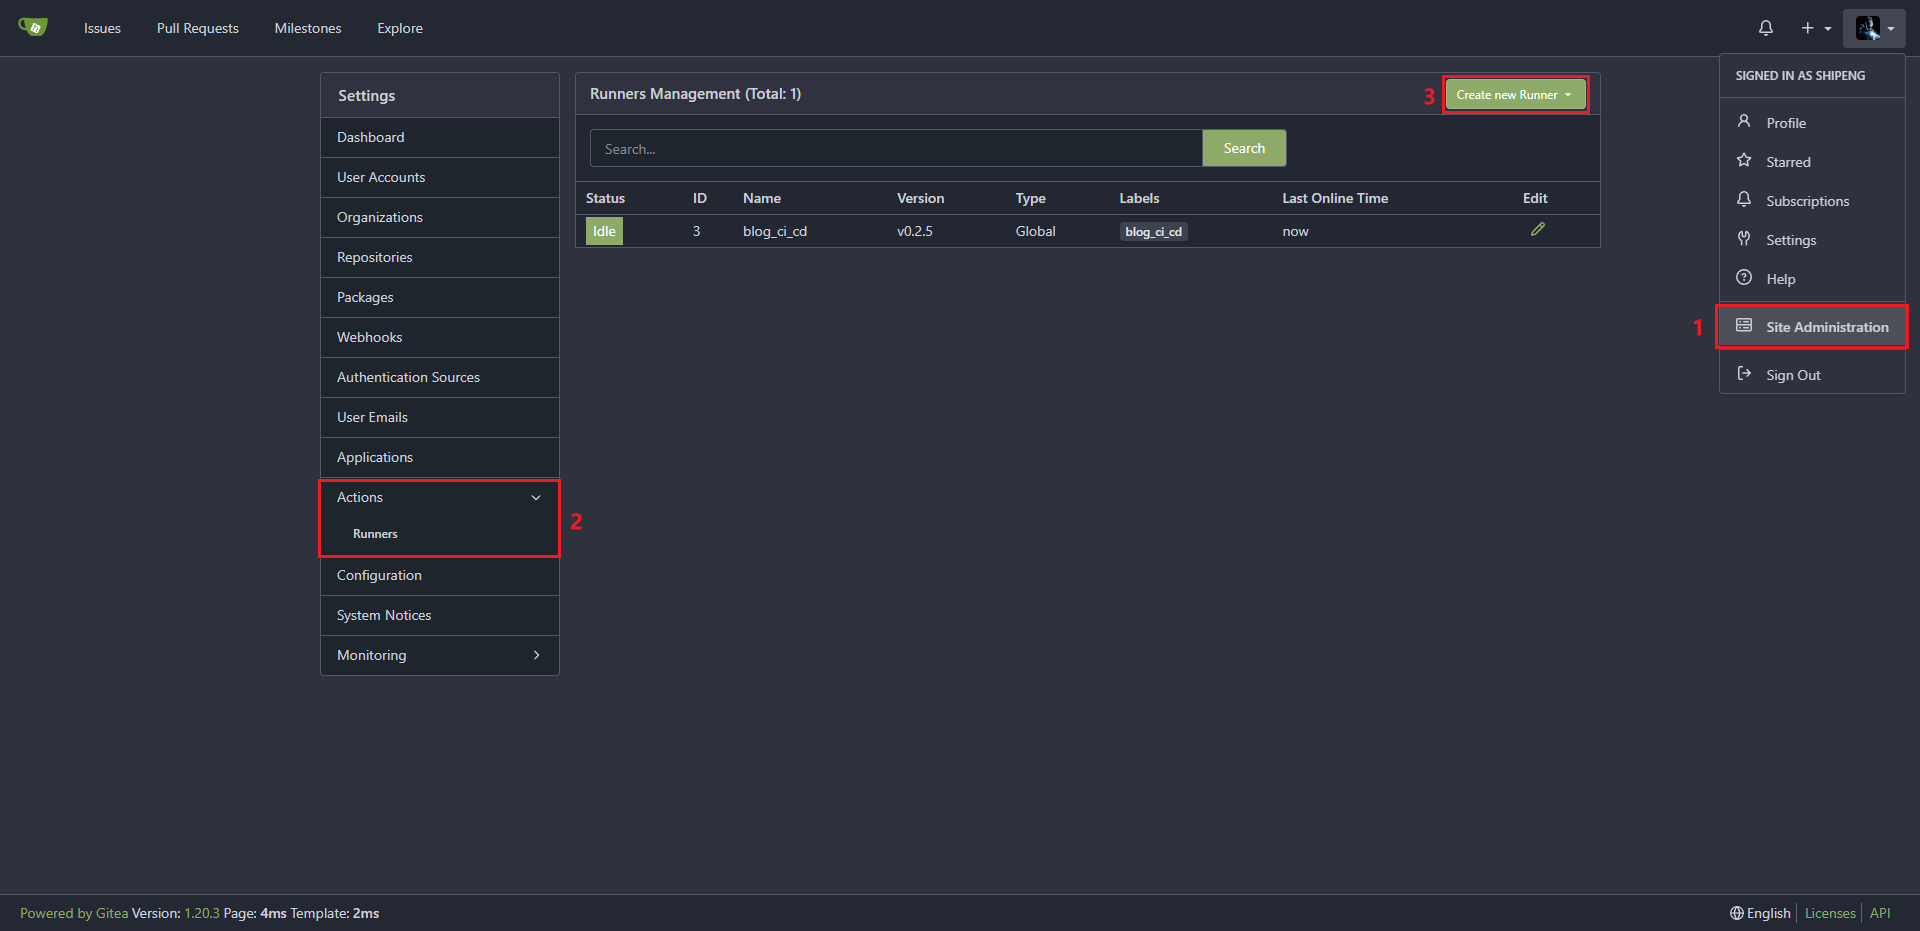 Issues Pull Requests Milestones Explore
SIGNED IN AS SHIPENG
Profile
Starred
Subscriptions
Settings
Help
1 Site Administration
Sign Out
Settings
Dashboard
User Accounts
Organizations
Repositories
Packages
Webhooks
Authentication Sources
User Emails
Applications
Actions
Runners
2
Configuration
System Notices
Monitoring
Runners Management (Total: 1)
3 Create new Runner
Search... Search
Status ID Name Version Type Labels Last Online Time Edit
Idle 3 blog_ci_cd v0.2.5 Global blog_ci_cd now
Powered by Gitea Version: 1.20.3 Page: 4ms Template: 2ms
English Licenses API